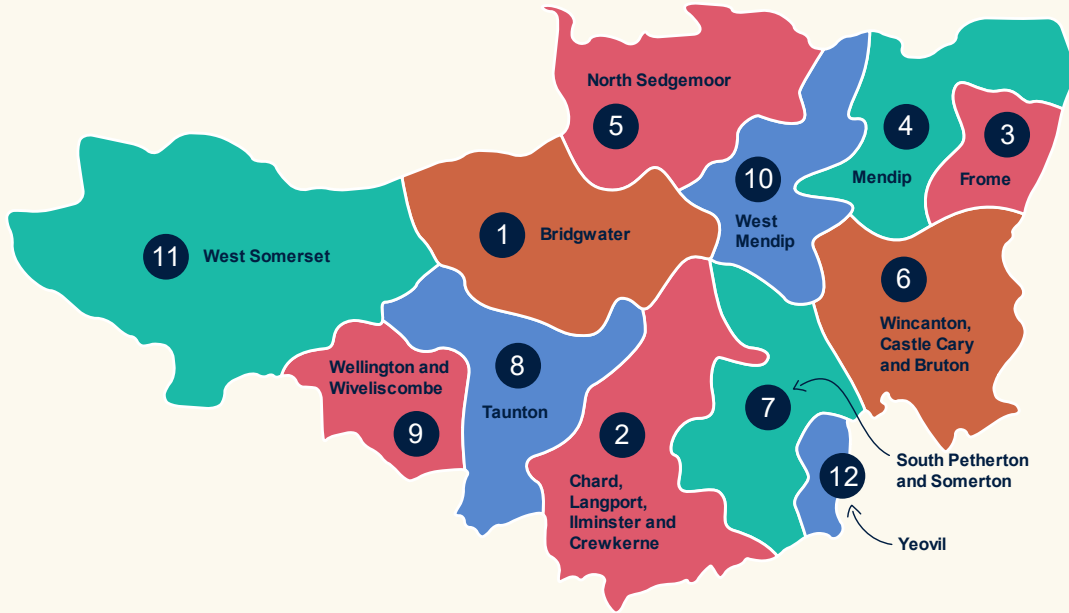 North Sedgemoor
5
4
Mendip
3
Frome
10
West
Mendip
11
West Somerset
1
Bridgwater
6
Wincanton,
Castle Cary
and Bruton
Wellington and
Wiveliscombe
9
8
Taunton
2
Chard,
Langport,
Ilminster and
Crewkerne
7
South Petherton
and Somerton
12
Yeovil